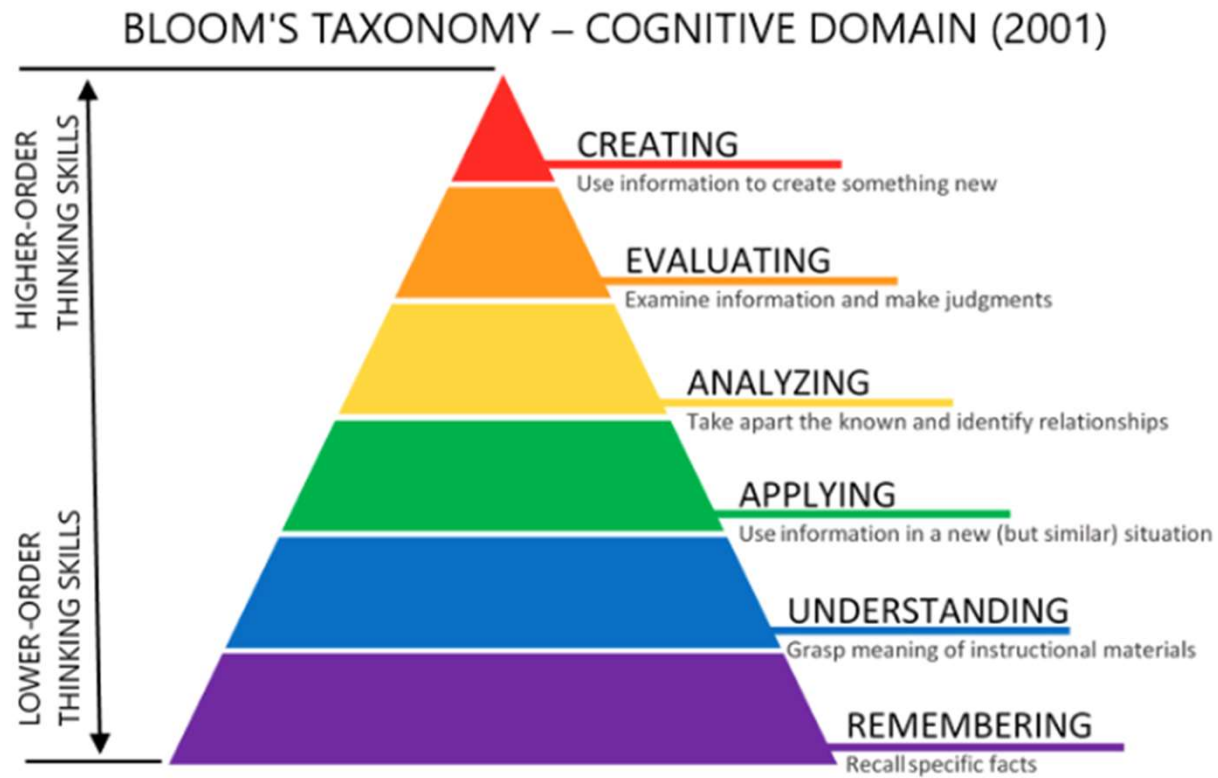 BLOOM'S TAXONOMY – COGNITIVE DOMAIN (2001)
HIGHER-ORDER
THINKING SKILLS
CREATING
Use information to create something new
EVALUATING
Examine information and make judgments
ANALYZING
Take apart the known and identify relationships
APPLYING
Use information in a new (but similar) situation
LOWER-ORDER
THINKING SKILLS
UNDERSTANDING
Grasp meaning of instructional materials
REMEMBERING
Recall specific facts